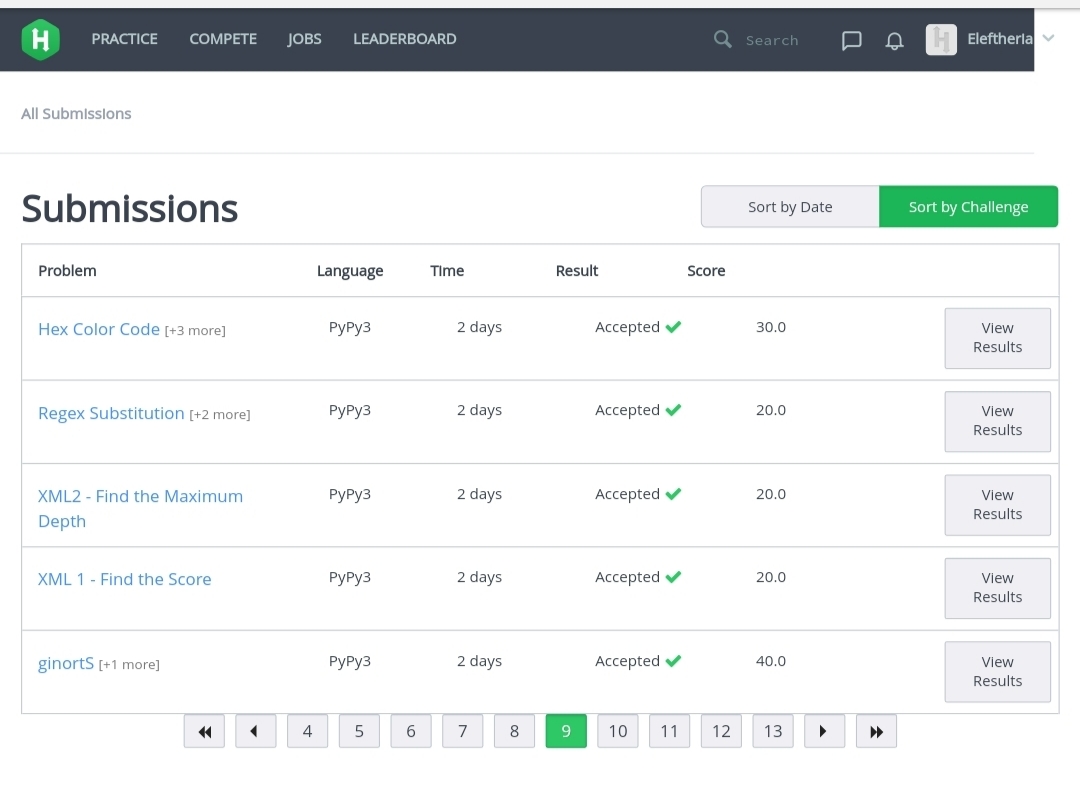 PRACTICE COMPETE JOBS LEADERBOARD Search Eleftheria
All Submissions
Submissions Sort by Date Sort by Challenge
Problem Language Time Result Score
Hex Color Code [+3 more] PyPy3 2 days Accepted 30.0 View Results
Regex Substitution [+2 more] PyPy3 2 days Accepted 20.0 View Results
XML2 - Find the Maximum Depth PyPy3 2 days Accepted 20.0 View Results
XML 1 - Find the Score PyPy3 2 days Accepted 20.0 View Results
ginortS [+1 more] PyPy3 2 days Accepted 40.0 View Results
4 5 6 7 8 9 10 11 12 13